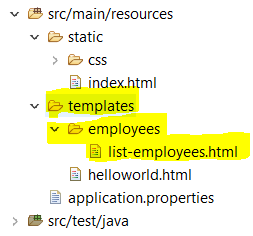 src/main/resources
static
css
index.html
templates
employees
list-employees.html
helloworld.html
application.properties
src/test/java